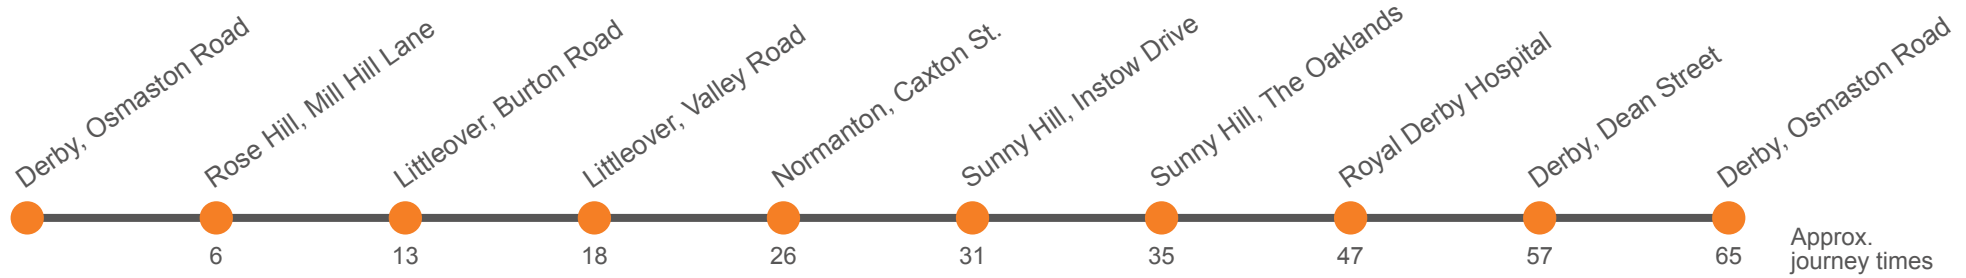 Derby, Osmaston Road
Rose Hill, Mill Hill Lane
Littleover, Burton Road
Littleover, Valley Road
Normanton, Caxton St.
Sunny Hill, Instow Drive
Sunny Hill, The Oaklands
Royal Derby Hospital
Derby, Dean Street
Derby, Osmaston Road
6 13 18 26 31 35 47 57 65
Approx.
journey times